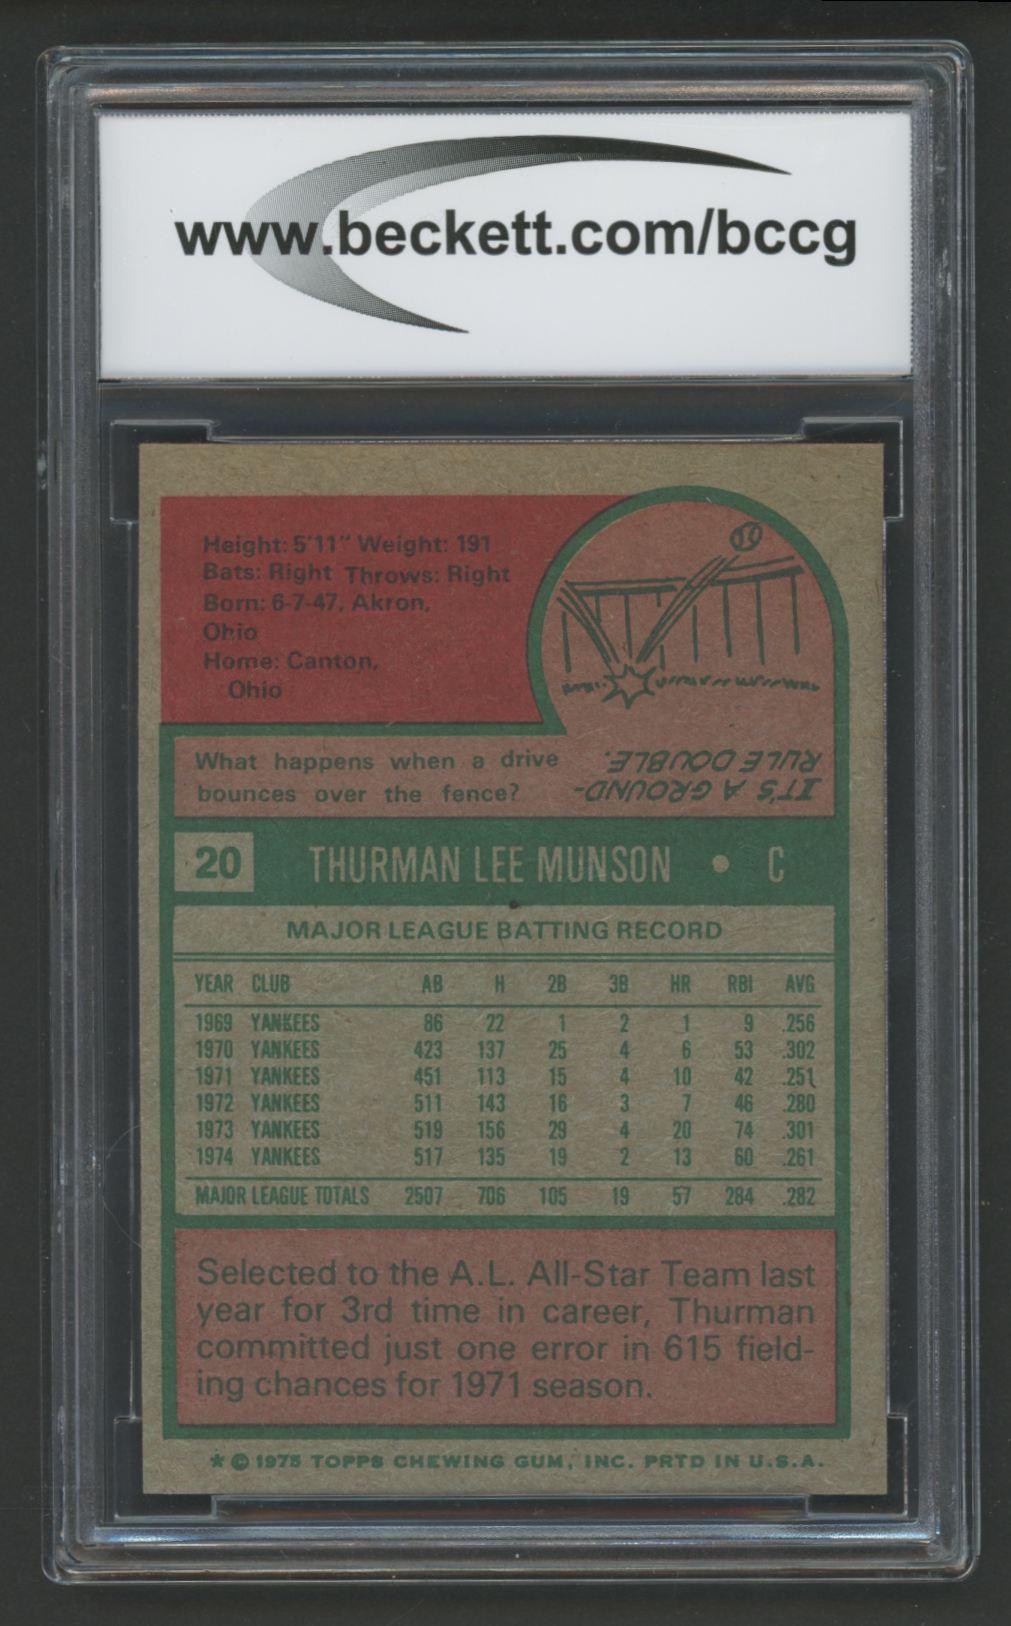 www.beckett.com/bccg
Height: 5'11" Weight: 191
Bats: Right Throws: Right
Born: 6-7-47, Akron,
Ohio
Home: Canton,
Ohio
What happens when a drive
bounces over the fence?
IT'S A GROUND-
RULE DOUBLE.
20 THURMAN LEE MUNSON • C
MAJOR LEAGUE BATTING RECORD
YEAR CLUB AB H 2B 3B HR RBI AVG
1969 YANKEES 86 22 1 2 1 9 .256
1970 YANKEES 423 137 25 4 6 53 .302
1971 YANKEES 451 113 15 4 10 42 .251
1972 YANKEES 511 143 16 3 7 46 .280
1973 YANKEES 519 156 29 4 20 74 .301
1974 YANKEES 517 135 19 2 13 60 .261
MAJOR LEAGUE TOTALS 2507 706 105 19 57 284 .282
Selected to the A.L. All-Star Team last
year for 3rd time in career, Thurman
committed just one error in 615 field-
ing chances for 1971 season.
* © 1975 TOPPS CHEWING GUM, INC. PRTD IN U.S.A.